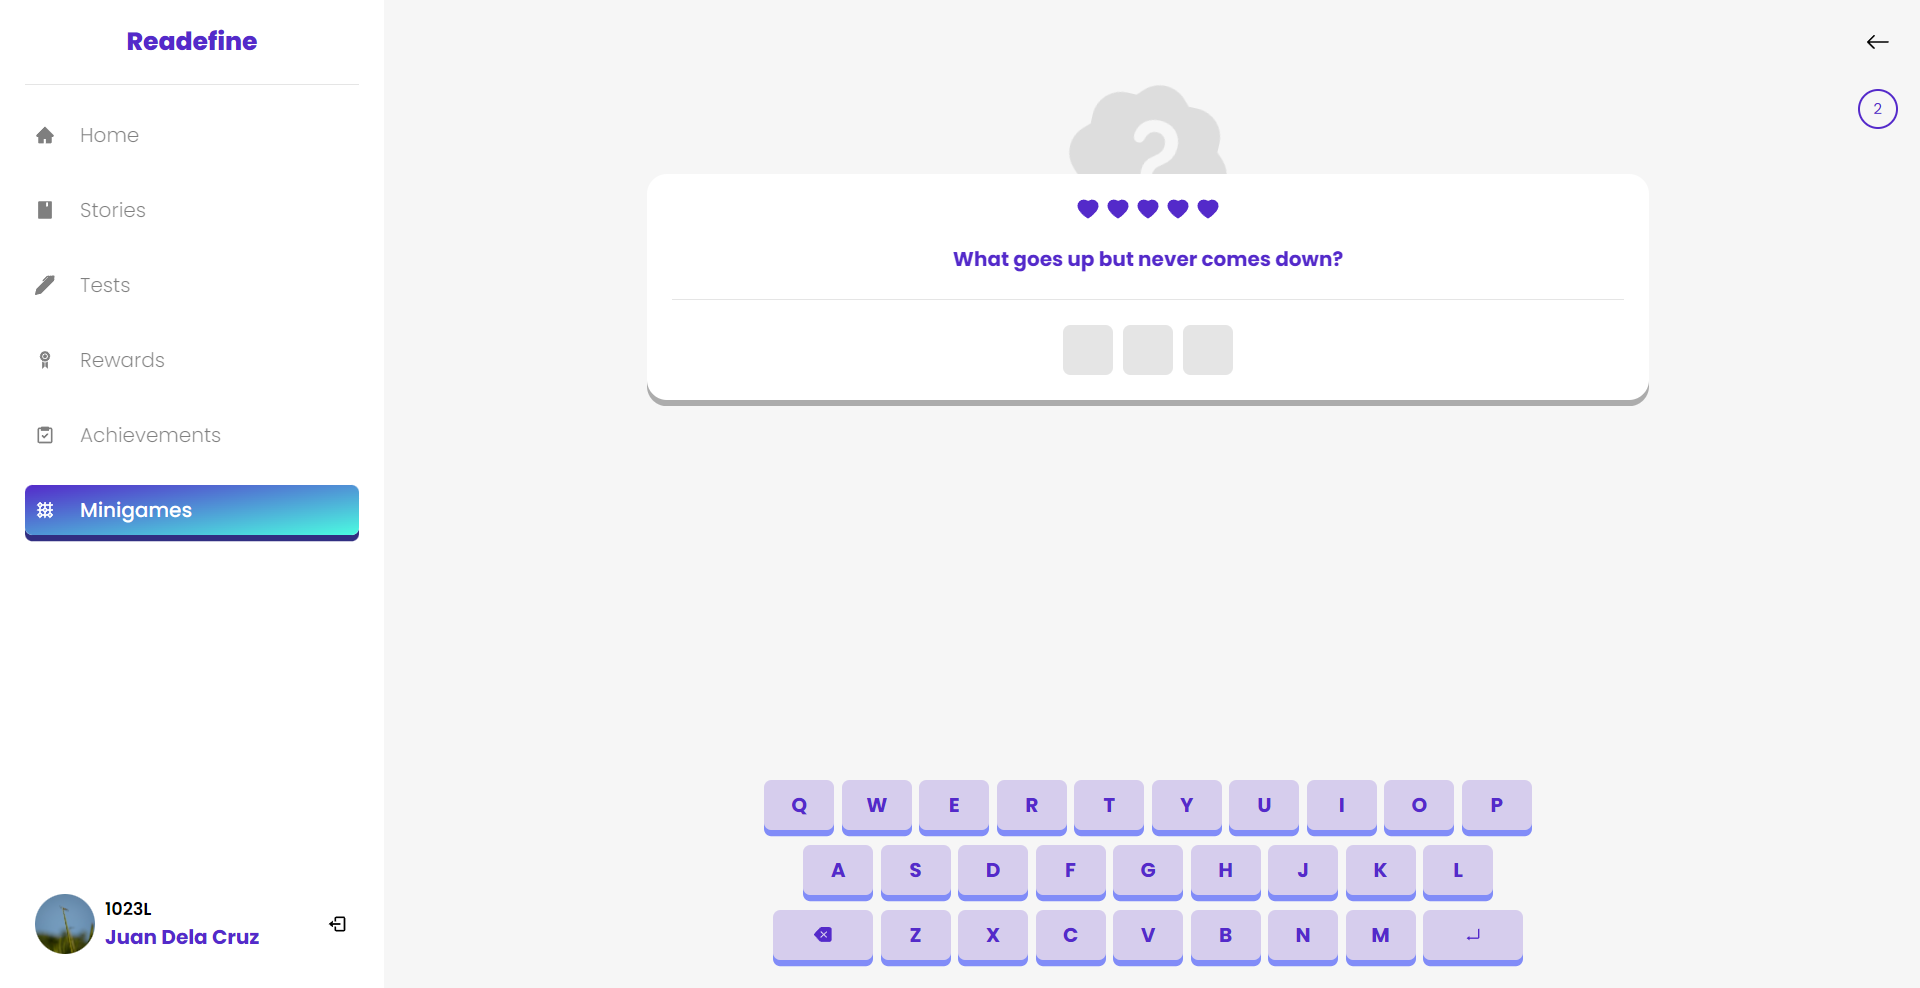 Readefine
Home
Stories
Tests
Rewards
Achievements
Minigames
1023L
Juan Dela Cruz
2
?
What goes up but never comes down?
Q W E R T Y U I O P
A S D F G H J K L
Z X C V B N M